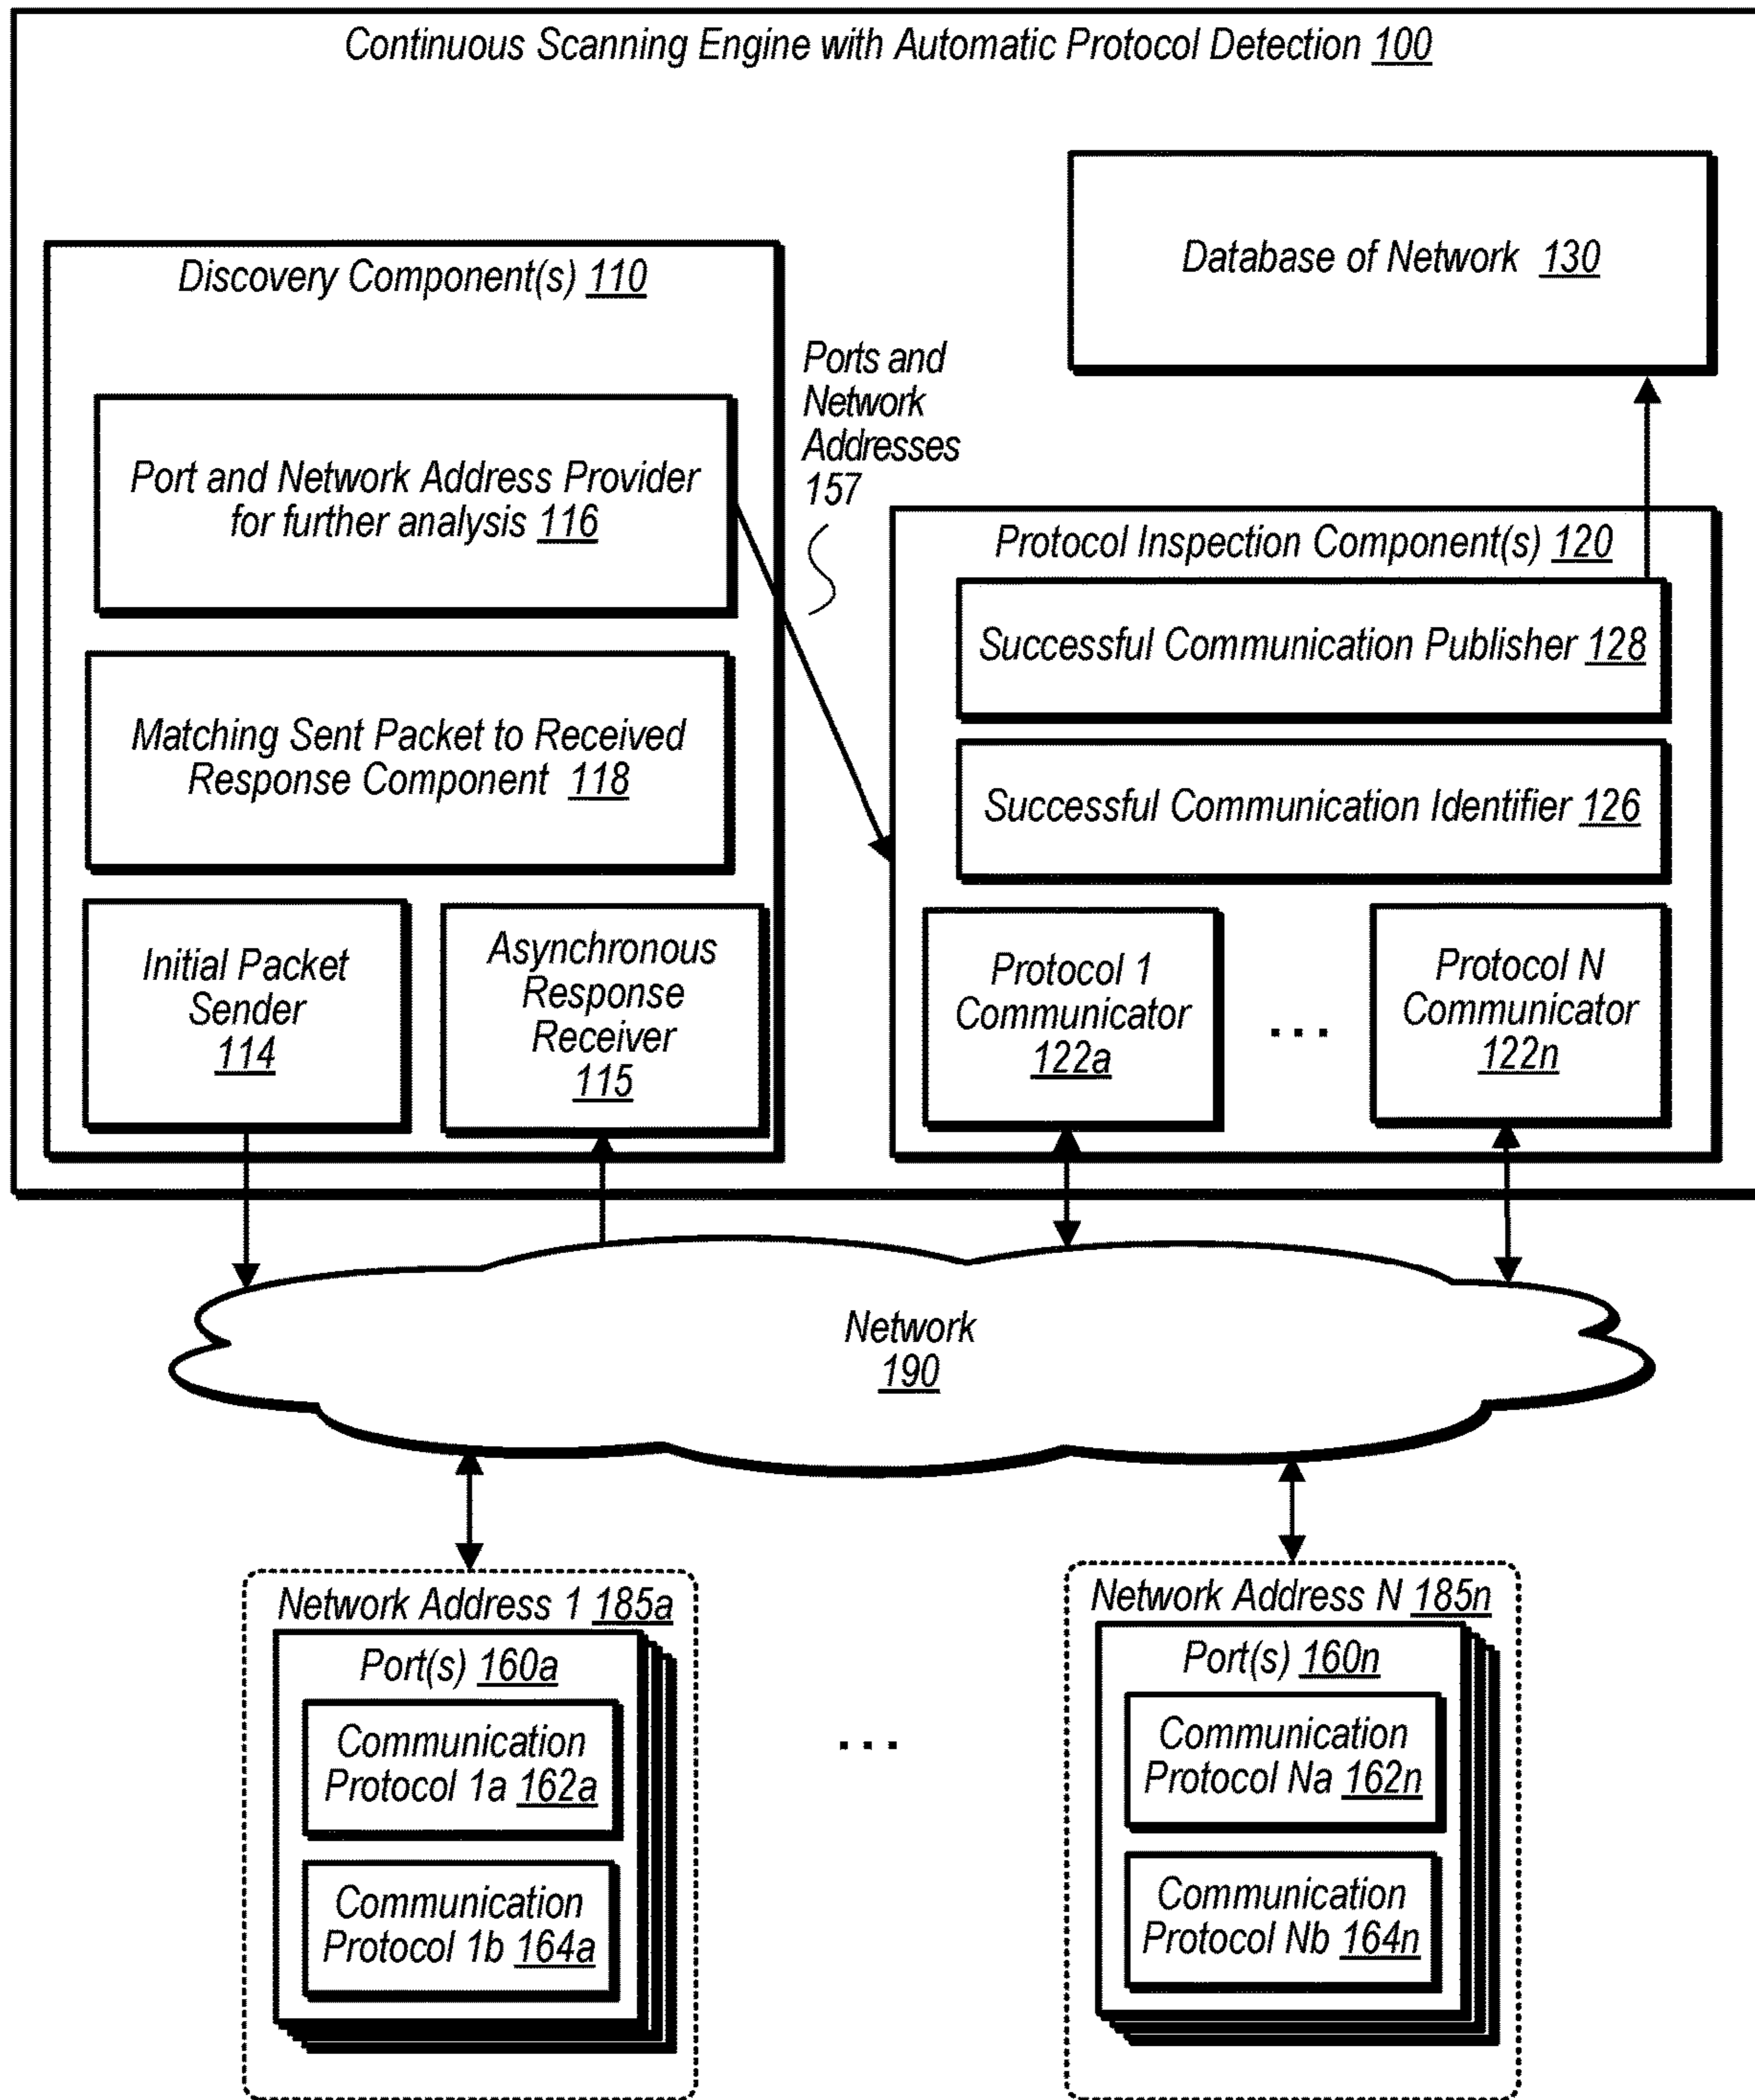 Continuous Scanning Engine with Automatic Protocol Detection 100
Database of Network 130
Discovery Component(s) 110
Ports and
Network
Addresses
157
Port and Network Address Provider
for further analysis 116
Matching Sent Packet to Received
Response Component 118
Initial Packet
Sender
114
Asynchronous
Response
Receiver
115
Protocol Inspection Component(s) 120
Successful Communication Publisher 128
Successful Communication Identifier 126
Protocol 1
Communicator
122a
...
Protocol N
Communicator
122n
Network
190
Network Address 1 185a
Port(s) 160a
Communication
Protocol 1a 162a
Communication
Protocol 1b 164a
...
Network Address N 185n
Port(s) 160n
Communication
Protocol Na 162n
Communication
Protocol Nb 164n